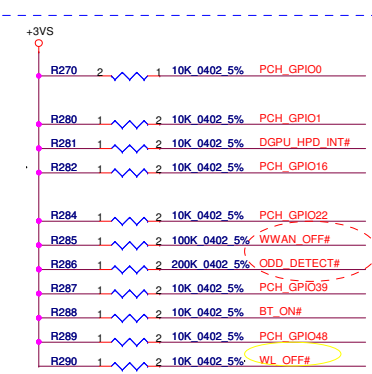 +3VS
R270 2 1 10K_0402_5% PCH_GPIO0
R280 1 2 10K_0402_5% PCH_GPIO1
R281 1 2 10K_0402_5% DGPU_HPD_INT#
R282 1 2 10K_0402_5% PCH_GPIO16
R284 1 2 10K_0402_5% PCH_GPIO22
R285 1 2 100K_0402_5% WWAN_OFF#
R286 1 2 200K_0402_5% ODD_DETECT#
R287 1 2 10K_0402_5% PCH_GPIO39
R288 1 2 10K_0402_5% BT_ON#
R289 1 2 10K_0402_5% PCH_GPIO48
R290 1 2 10K_0402_5% WL_OFF#